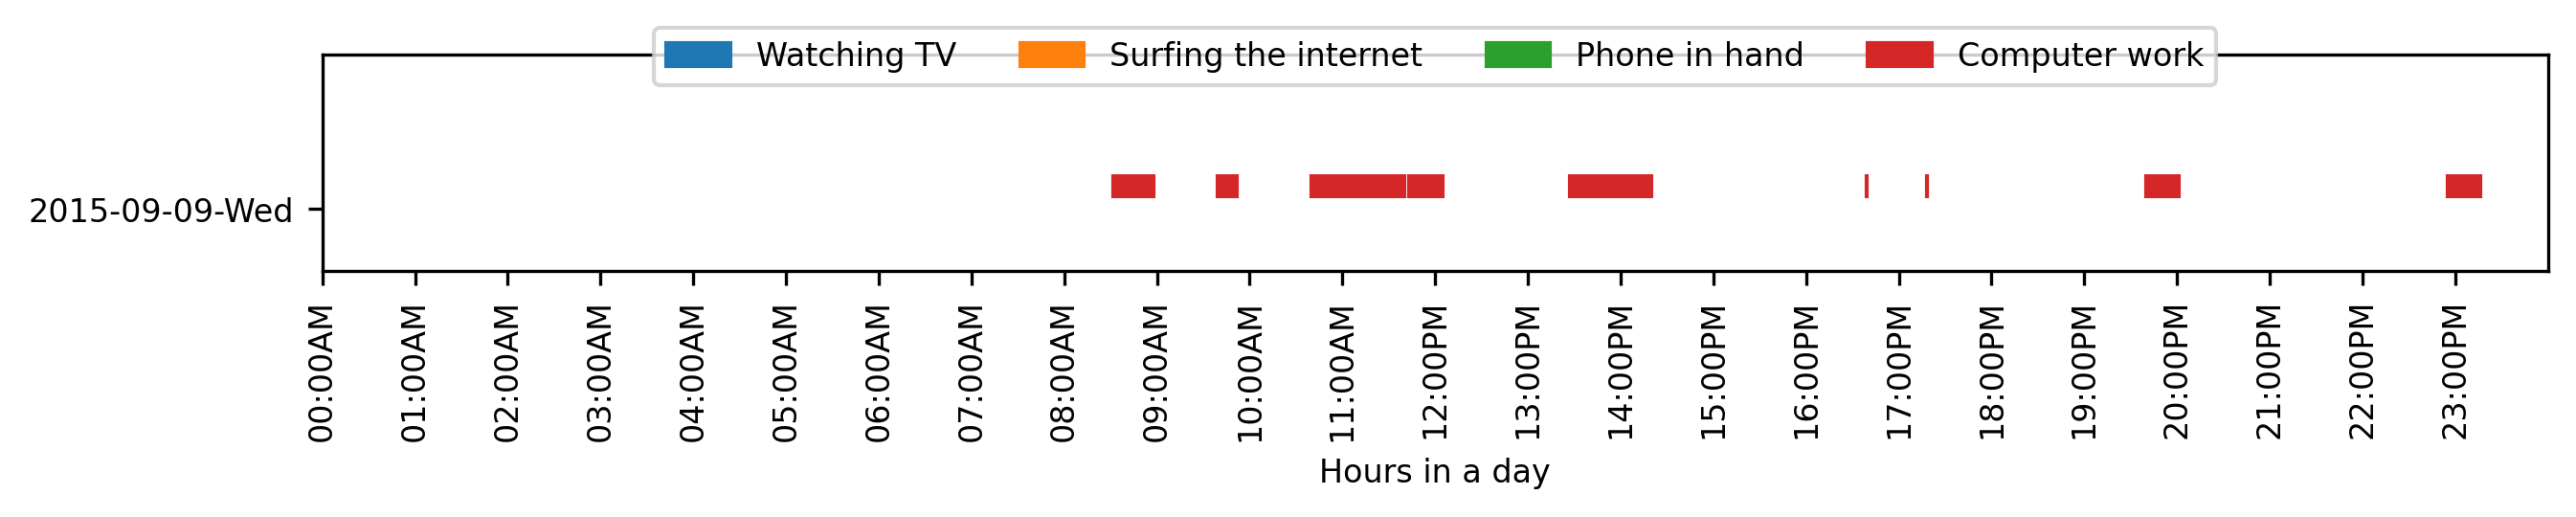 Watching TV Surfing the internet Phone in hand Computer work
2015-09-09-Wed
00:00AM 01:00AM 02:00AM 03:00AM 04:00AM 05:00AM 06:00AM 07:00AM 08:00AM 09:00AM 10:00AM 11:00AM 12:00PM 13:00PM 14:00PM 15:00PM 16:00PM 17:00PM 18:00PM 19:00PM 20:00PM 21:00PM 22:00PM 23:00PM
Hours in a day